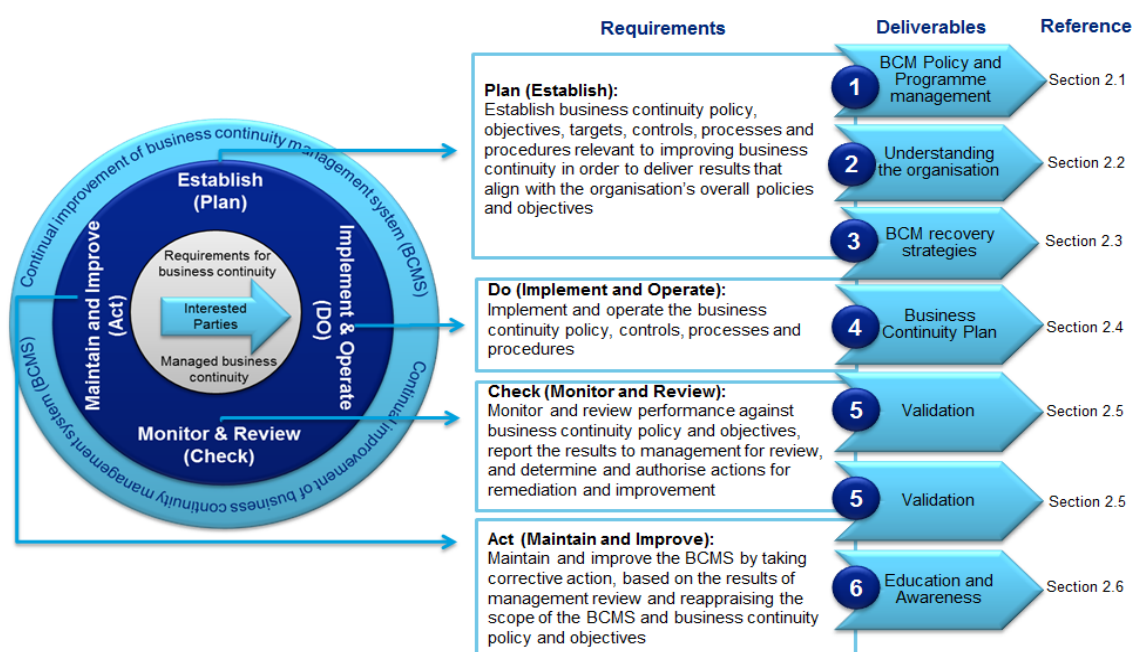 Requirements
Deliverables
Reference
Continual improvement of business continuity management system (BCMS)
Continual improvement of business continuity management system (BCMS)
Establish
(Plan)
Implement & Operate
(DO)
Monitor & Review
(Check)
Maintain and Improve
(Act)
Requirements for
business continuity
Interested
Parties
Managed business
continuity
Plan (Establish):
Establish business continuity policy,
objectives, targets, controls, processes and
procedures relevant to improving business
continuity in order to deliver results that
align with the organisation's overall policies
and objectives
Do (Implement and Operate):
Implement and operate the business
continuity policy, controls, processes and
procedures
Check (Monitor and Review):
Monitor and review performance against
business continuity policy and objectives,
report the results to management for review,
and determine and authorise actions for
remediation and improvement
Act (Maintain and Improve):
Maintain and improve the BCMS by taking
corrective action, based on the results of
management review and reappraising the
scope of the BCMS and business continuity
policy and objectives
1
BCM Policy and
Programme
management
Section 2.1
2
Understanding
the organisation
Section 2.2
3
BCM recovery
strategies
Section 2.3
4
Business
Continuity Plan
Section 2.4
5
Validation
Section 2.5
5
Validation
Section 2.5
6
Education and
Awareness
Section 2.6